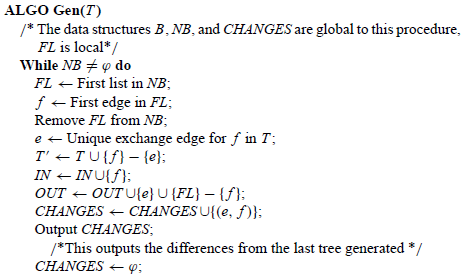 ALGO Gen(T)
/* The data structures B, NB, and CHANGES are global to this procedure,
FL is local*/
While NB ≠ φ do
FL ← First list in NB;
f ← First edge in FL;
Remove FL from NB;
e ← Unique exchange edge for f in T;
T' ← T ∪ {f} – {e};
IN ← IN∪{f};
OUT ← OUT∪{e} ∪ {FL} – {f};
CHANGES ← CHANGES∪{(e, f)};
Output CHANGES;
/*This outputs the differences from the last tree generated */
CHANGES ← φ;